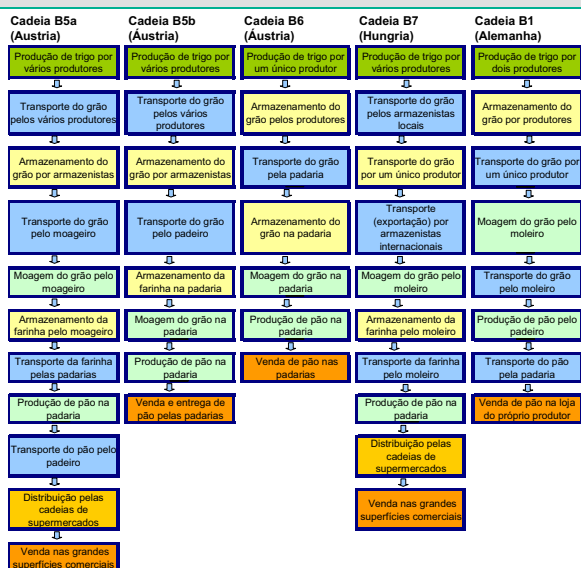 Cadeia B5a
(Austria)
Produção de trigo por
vários produtores
Transporte do grão
pelos vários produtores
Armazenamento do
grão por armazenistas
Transporte do grão
pelo moageiro
Moagem do grão pelo
moageiro
Armazenamento da
farinha pelo moageiro
Transporte da farinha
pelas padarias
Produção de pão na
padaria
Transporte do pão pelo
padeiro
Distribuição pelas
cadeias de
supermercados
Venda nas grandes
superfícies comerciais
Cadeia B5b
(Áustria)
Produção de trigo por
vários produtores
Transporte do grão
pelos vários
produtores
Armazenamento do
grão por armazenistas
Transporte do grão
pelo padeiro
Armazenamento da
farinha na padaria
Moagem do grão na
padaria
Produção de pão na
padaria
Venda e entrega de
pão pelas padarias
Cadeia B6
(Áustria)
Produção de trigo por
um único produtor
Armazenamento do
grão pelos produtores
Transporte do grão
pela padaria
Armazenamento do
grão na padaria
Moagem do grão na
padaria
Produção de pão na
padaria
Venda de pão nas
padarias
Cadeia B7
(Hungria)
Produção de trigo por
vários produtores
Transporte do grão
pelos armazenistas
locais
Transporte do grão
por um único produtor
Transporte
(exportação) por
armazenistas
internacionais
Moagem do grão pelo
moleiro
Armazenamento da
farinha pelo moleiro
Transporte da farinha
pelo moleiro
Produção de pão na
padaria
Distribuição pelas
cadeias de
supermercados
Venda nas grandes
superfícies comerciais
Cadeia B1
(Alemanha)
Produção de trigo por
dois produtores
Armazenamento do
grão por produtores
Transporte do grão por
um único produtor
Moagem do grão pelo
moleiro
Transporte do grão
pelo moleiro
Produção de pão pelo
padeiro
Transporte do pão
pela padaria
Venda de pão na loja
do próprio produtor